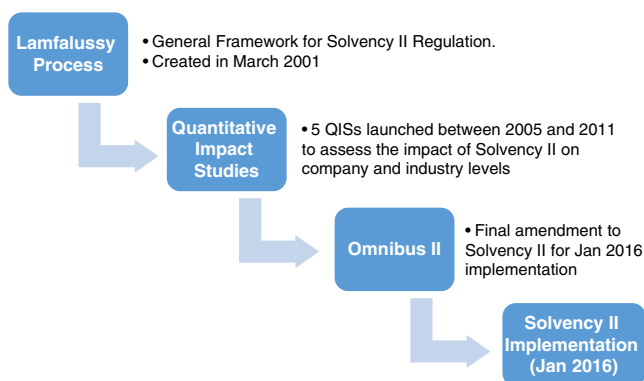 Lamfalussy
Process
• General Framework for Solvency II Regulation.
• Created in March 2001
Quantitative
Impact
Studies
• 5 QISs launched between 2005 and 2011
to assess the impact of Solvency II on
company and industry levels
Omnibus II
• Final amendment to
Solvency II for Jan 2016
implementation
Solvency II
Implementation
(Jan 2016)